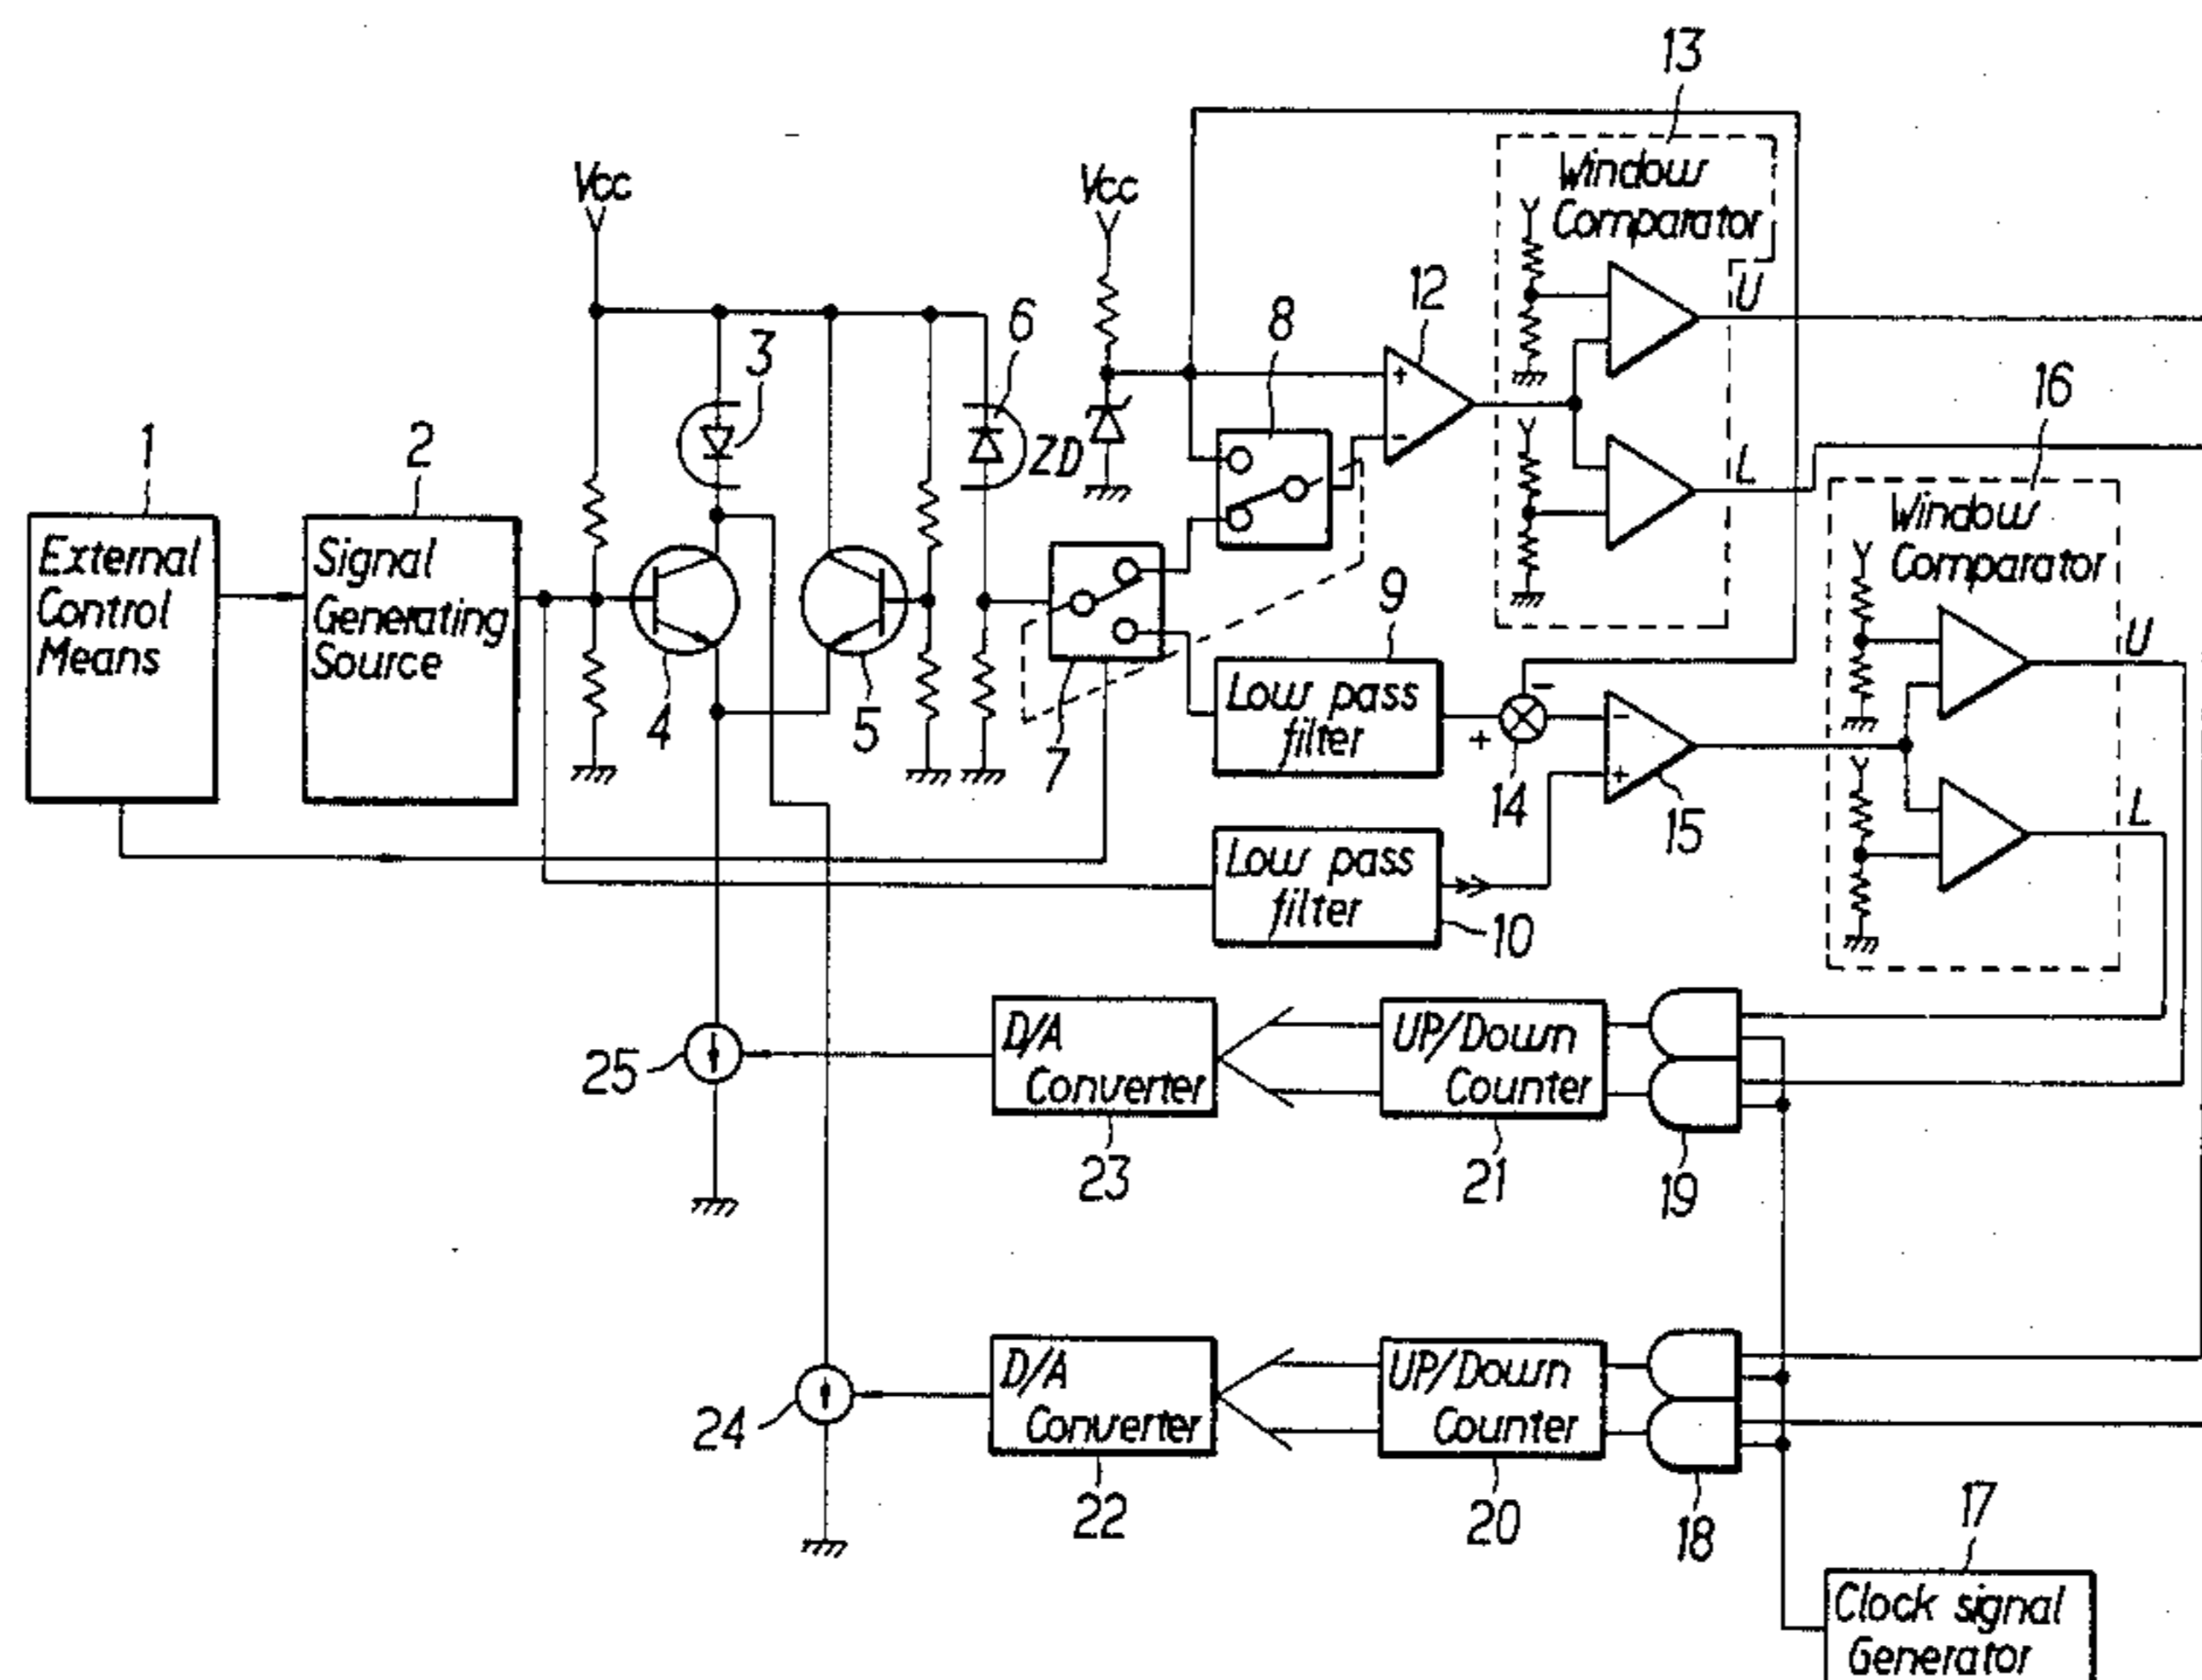 13
Window
Comparator
Vcc
Vcc
U
12
6
8
3
+
16
1
2
ZD
-
L
Window
Comparator
External
Control
Means
Signal
Generating
Source
9
U
4
5
7
Low pass
filter
-
+
14
-
+
15
L
Low pass
filter
10
25
D/A
Converter
UP/Down
Counter
23
21
19
24
D/A
Converter
UP/Down
Counter
22
20
18
17
Clock signal
Generator